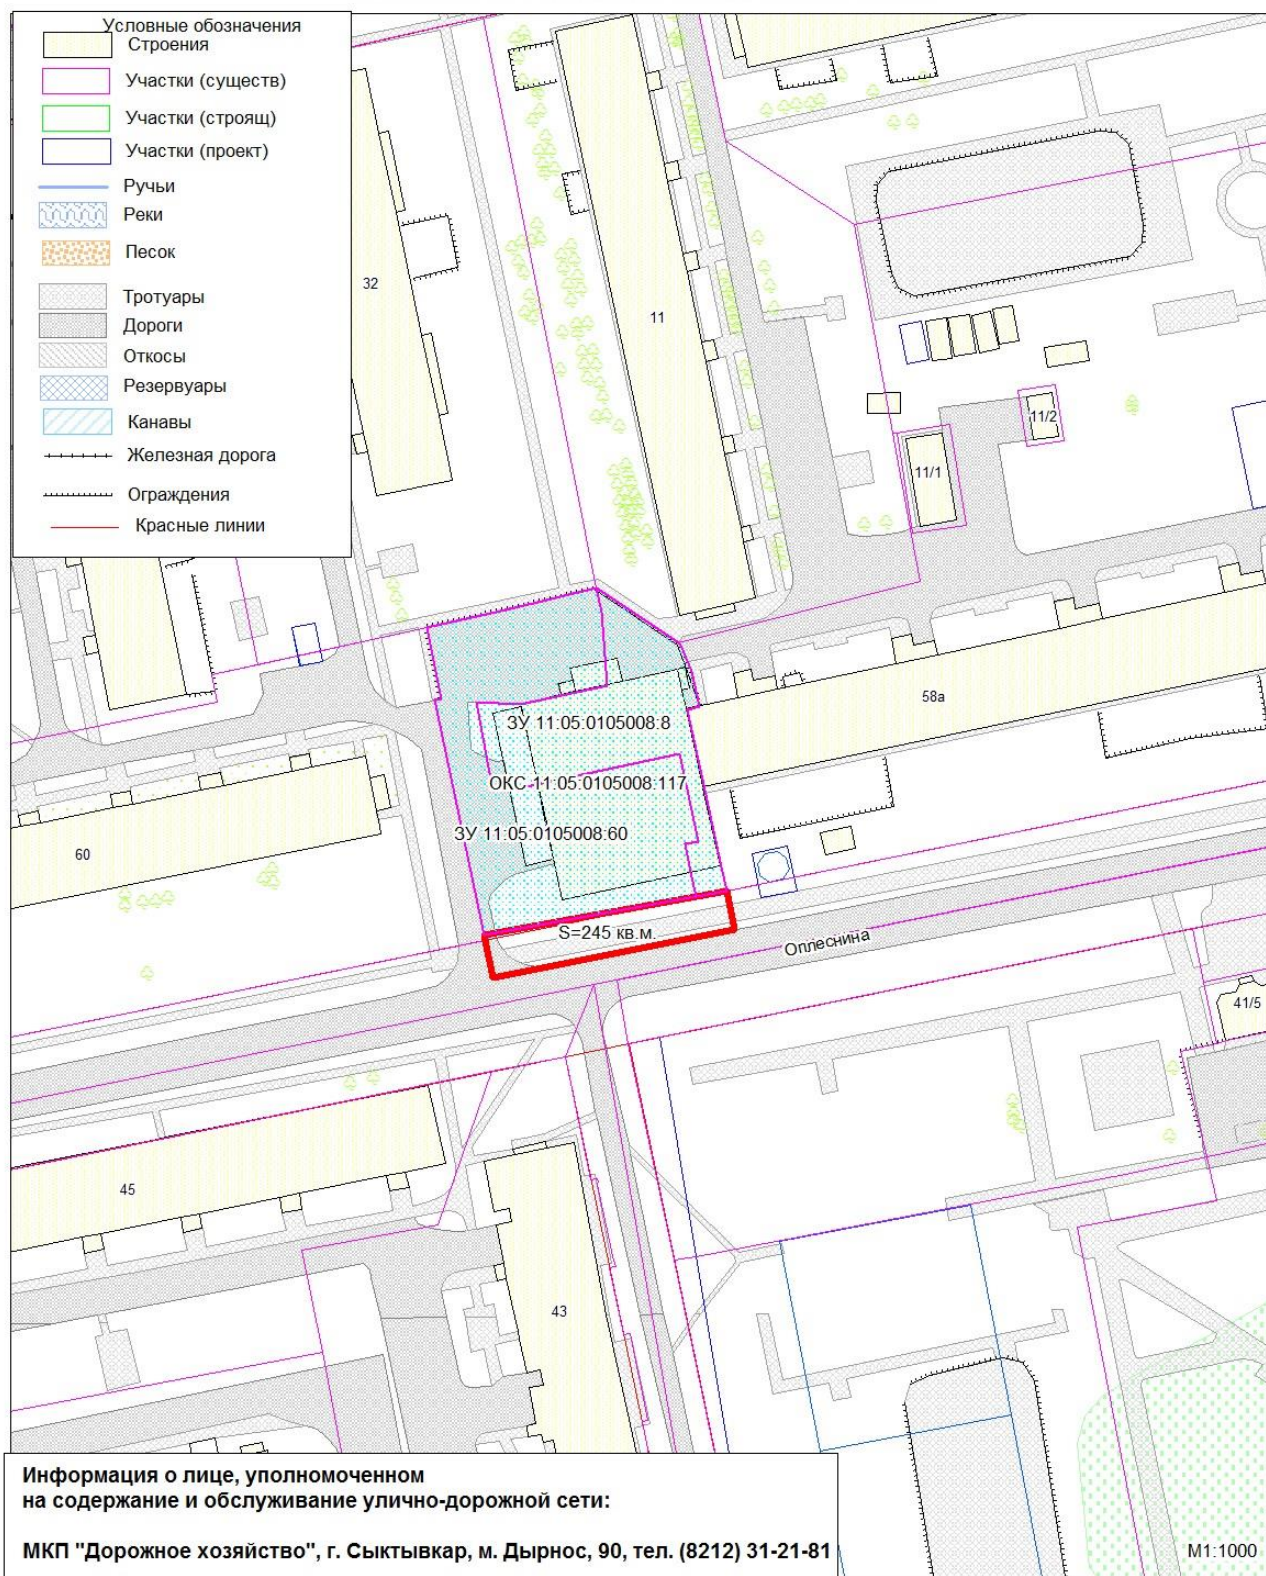 Условные обозначения
Строения
Участки (существ)
Участки (строящ)
Участки (проект)
Ручьи
Реки
Песок
Тротуары
Дороги
Откосы
Резервуары
Канавы
Железная дорога
Ограждения
Красные линии
32
11
11/2
11/1
58а
ЗУ 11:05:0105008:8
ОКС 11:05:0105008:117
ЗУ 11:05:0105008:60
60
S=245 кв.м.
Оплеснина
41/5
45
43
Информация о лице, уполномоченном
на содержание и обслуживание улично-дорожной сети:
МКП "Дорожное хозяйство", г. Сыктывкар, м. Дырнос, 90, тел. (8212) 31-21-81
М1:1000